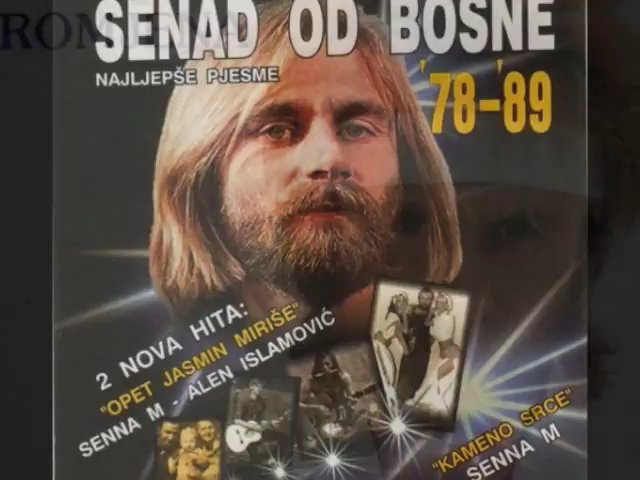 SENAD OD BOSNE
NAJLJEPŠE PJESME
'78-'89
2 NOVA HITA:
"OPET JASMIN MIRIŠE"
SENNA M - ALEN ISLAMOVIĆ
"KAMENO SRCE"
SENNA M